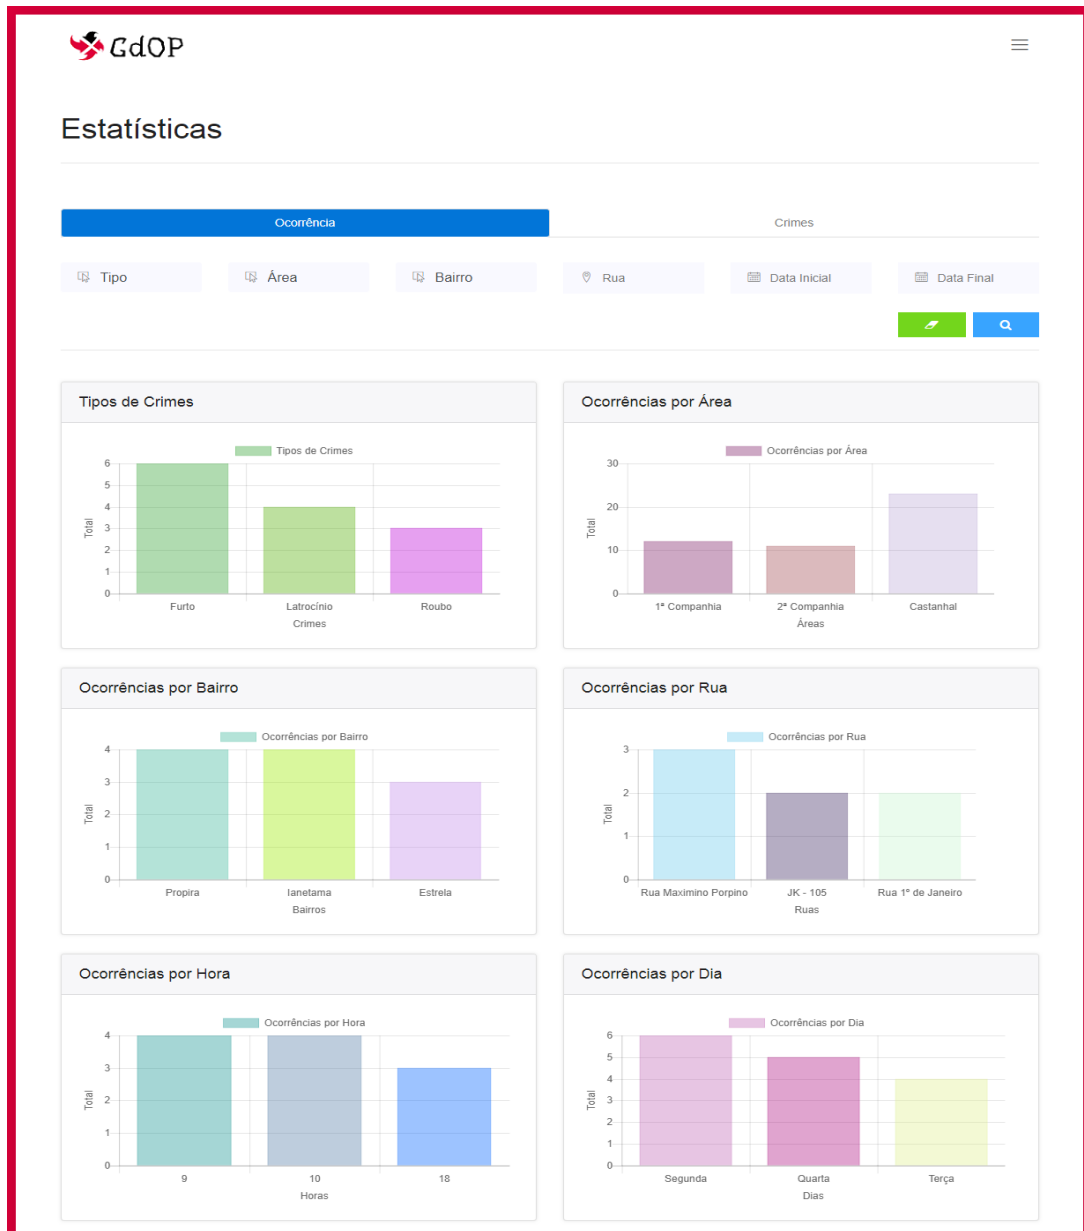 GdOP
Estatísticas
Ocorrência Crimes
Tipo Área Bairro Rua Data Inicial Data Final
Tipos de Crimes
Tipos de Crimes
6
5
4
3
2
1
0
Total
Furto Latrocínio Roubo
Crimes
Ocorrências por Área
Ocorrências por Área
30
20
10
0
Total
1ª Companhia 2ª Companhia Castanhal
Áreas
Ocorrências por Bairro
Ocorrências por Bairro
4
3
2
1
0
Total
Propira Ianetama Estrela
Bairros
Ocorrências por Rua
Ocorrências por Rua
3
2
1
0
Total
Rua Maximino Porpino JK - 105 Rua 1º de Janeiro
Ruas
Ocorrências por Hora
Ocorrências por Hora
4
3
2
1
0
Total
9 10 18
Horas
Ocorrências por Dia
Ocorrências por Dia
6
5
4
3
2
1
0
Total
Segunda Quarta Terça
Dias